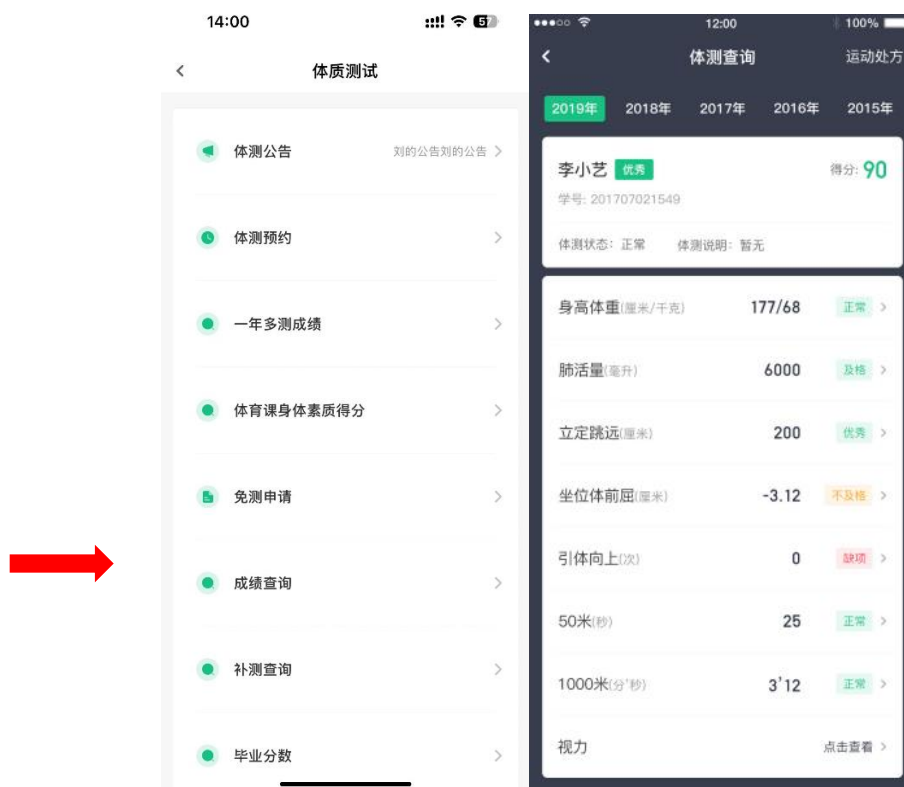 14:00
57
体质测试
体测公告
刘的公告刘的公告
体测预约
一年多测成绩
体育课身体素质得分
免测申请
成绩查询
补测查询
毕业分数
12:00
100%
体测查询
运动处方
2019年 2018年 2017年 2016年 2015年
李小艺 优秀 得分: 90
学号: 201707021549
体测状态: 正常 体测说明: 暂无
身高体重(厘米/千克) 177/68 正常
肺活量(毫升) 6000 及格
立定跳远(厘米) 200 优秀
坐位体前屈(厘米) -3.12 不及格
引体向上(次) 0 缺项
50米(秒) 25 正常
1000米(分'秒) 3'12 正常
视力 点击查看